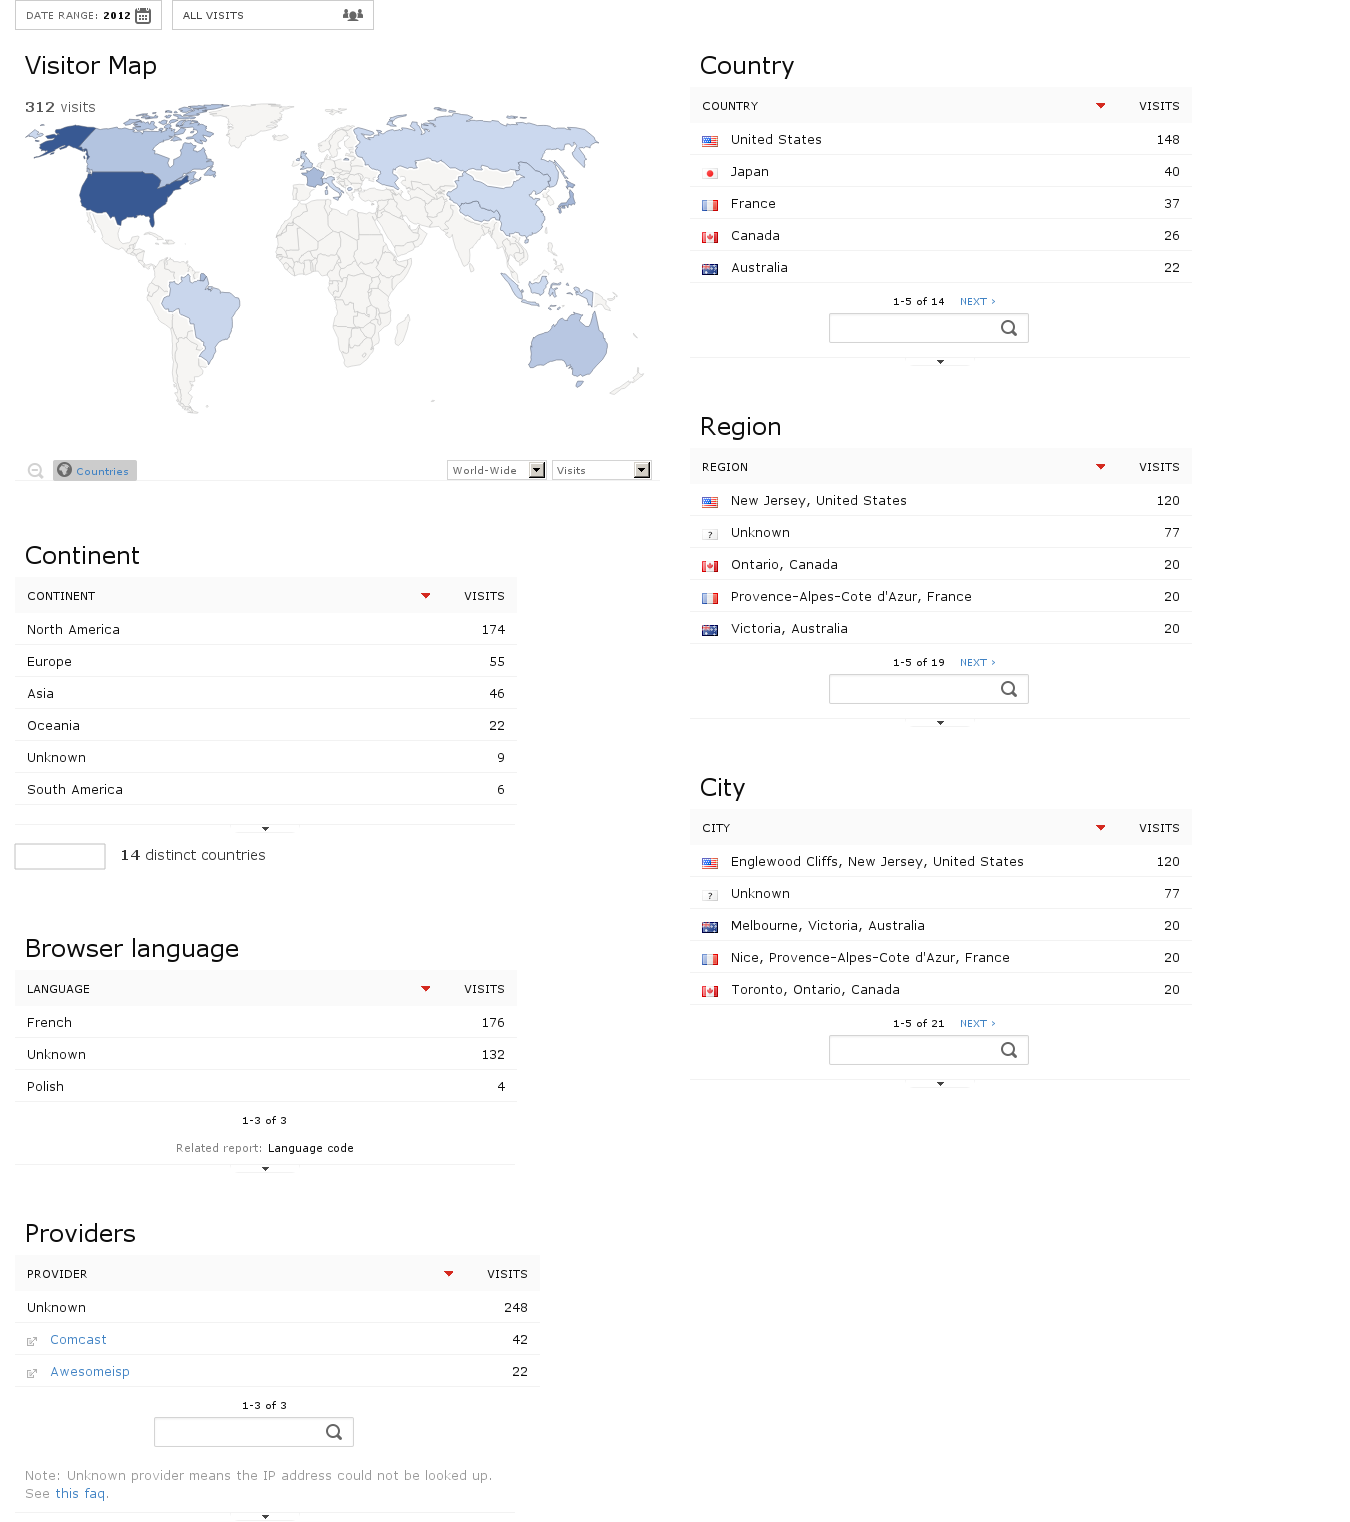 DATE RANGE: 2012
ALL VISITS
Visitor Map
312 visits
Countries
World-Wide
Visits
Continent
CONTINENT VISITS
North America 174
Europe 55
Asia 46
Oceania 22
Unknown 9
South America 6
14 distinct countries
Browser language
LANGUAGE VISITS
French 176
Unknown 132
Polish 4
1-3 of 3
Related report: Language code
Providers
PROVIDER VISITS
Unknown 248
Comcast 42
Awesomeisp 22
1-3 of 3
Note: Unknown provider means the IP address could not be looked up.
See this faq.
Country
COUNTRY VISITS
United States 148
Japan 40
France 37
Canada 26
Australia 22
1-5 of 14 NEXT ›
Region
REGION VISITS
New Jersey, United States 120
? Unknown 77
Ontario, Canada 20
Provence-Alpes-Cote d'Azur, France 20
Victoria, Australia 20
1-5 of 19 NEXT ›
City
CITY VISITS
Englewood Cliffs, New Jersey, United States 120
? Unknown 77
Melbourne, Victoria, Australia 20
Nice, Provence-Alpes-Cote d'Azur, France 20
Toronto, Ontario, Canada 20
1-5 of 21 NEXT ›